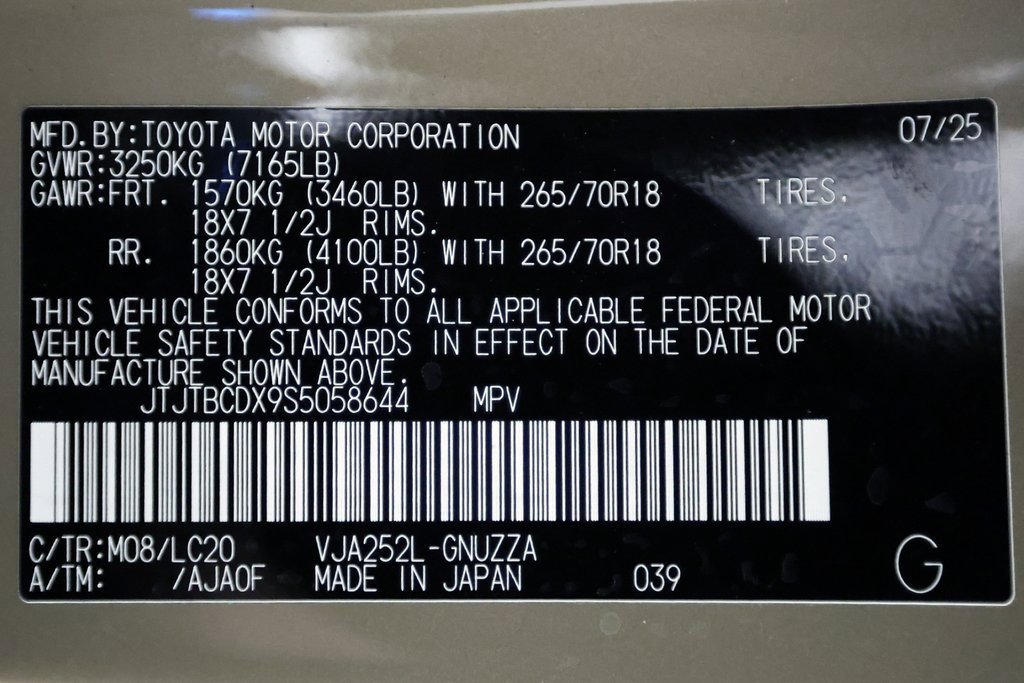 MFD.BY:TOYOTA MOTOR CORPORATION 07/25
GVWR:3250KG (7165LB)
GAWR:FRT. 1570KG (3460LB) WITH 265/70R18 TIRES,
18X7 1/2J RIMS.
RR. 1860KG (4100LB) WITH 265/70R18 TIRES,
18X7 1/2J RIMS.
THIS VEHICLE CONFORMS TO ALL APPLICABLE FEDERAL MOTOR
VEHICLE SAFETY STANDARDS IN EFFECT ON THE DATE OF
MANUFACTURE SHOWN ABOVE.
JTJTBCDX9S5058644 MPV
C/TR:M08/LC20 VJA252L-GNUZZA
A/TM: /AJA0F MADE IN JAPAN 039 G